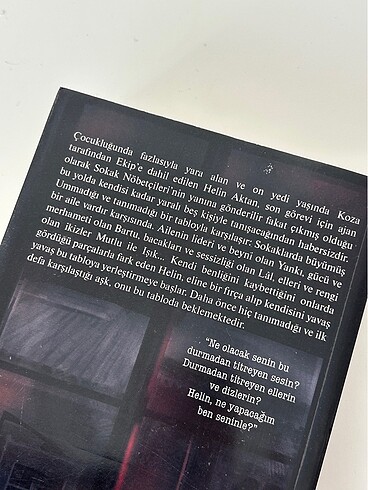 Çocukluğunda fazlasıyla yara alan ve on yedi yaşında Koza
tarafından Ekip'e dahil edilen Helin Aktan, son görevi için ajan
olarak Sokak Nöbetçileri'nin yanına gönderilir fakat çıkmış olduğu
bu yolda kendisi kadar yaralı beş kişiyle tanışacağından habersizdir.
Ummadığı ve tanımadığı bir tabloyla karşılaşır: Sokaklarda büyümüş
bir aile vardır karşısında. Ailenin lideri ve beyni olan Yankı, gücü ve
merhameti olan Bartu, bacakları ve sessizliği olan Lâl, elleri ve rengi
olan ikizler Mutlu ile Işık... Kendi benliğini kaybettiğini onlarda
gördüğü parçalarla fark eden Helin, eline bir fırça alıp kendisini yavaş
yavaş bu tabloya yerleştirmeye başlar. Daha önce hiç tanımadığı ve ilk
defa karşılaştığı aşk, onu bu tabloda beklemektedir.
"Ne olacak senin bu
durmadan titreyen sesin?
Durmadan titreyen ellerin
ve dizlerin?
Helin, ne yapacağım
ben seninle?"